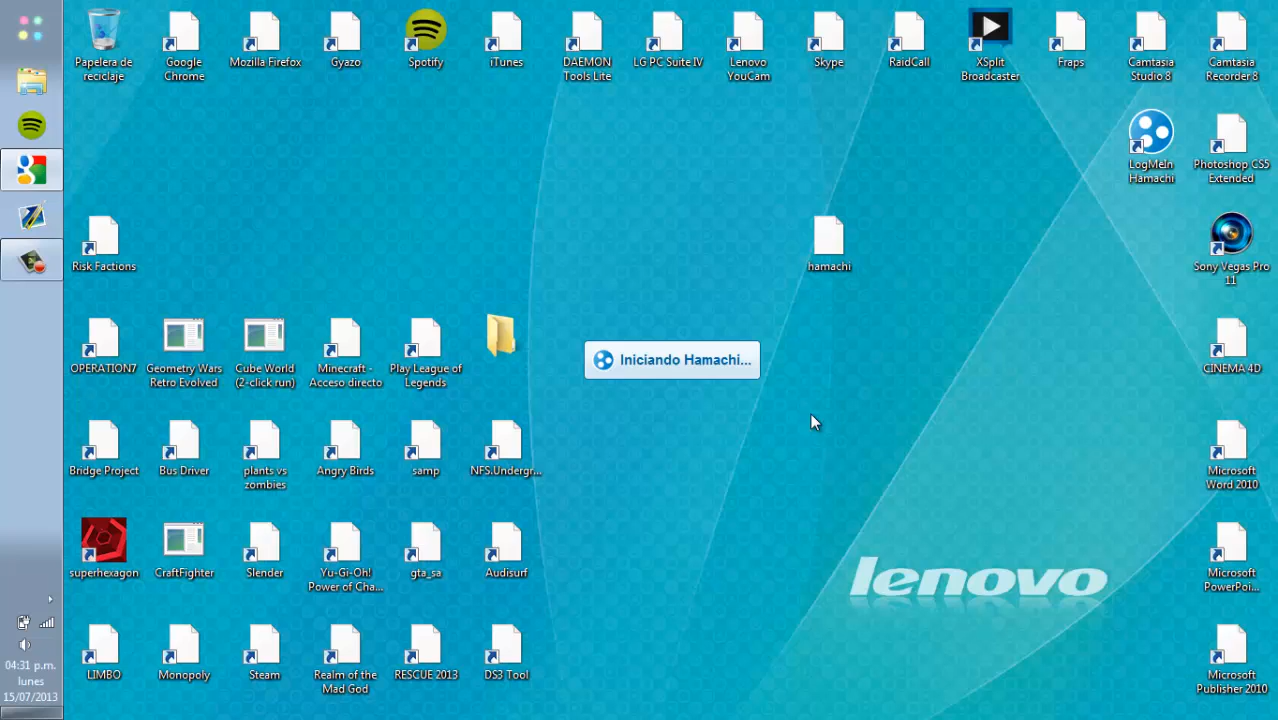 Papelera de
reciclaje
Google
Chrome
Mozilla Firefox
Gyazo
Spotify
iTunes
DAEMON
Tools Lite
LG PC Suite IV
Lenovo
YouCam
Skype
RaidCall
XSplit
Broadcaster
Fraps
Camtasia
Studio 8
Camtasia
Recorder 8
LogMeIn
Hamachi
Photoshop CS5
Extended
Risk Factions
hamachi
Sony Vegas Pro
11
OPERATION7
Geometry Wars
Retro Evolved
Cube World
(2-click run)
Minecraft -
Acceso directo
Play League of
Legends
Iniciando Hamachi...
CINEMA 4D
Bridge Project
Bus Driver
plants vs
zombies
Angry Birds
samp
NFS.Undergr...
Microsoft
Word 2010
superhexagon
CraftFighter
Slender
Yu-Gi-Oh!
Power of Cha...
gta_sa
Audisurf
lenovo
Microsoft
PowerPoi...
LIMBO
Monopoly
Steam
Realm of the
Mad God
RESCUE 2013
DS3 Tool
Microsoft
Publisher 2010
04:31 p.m.
lunes
15/07/2013